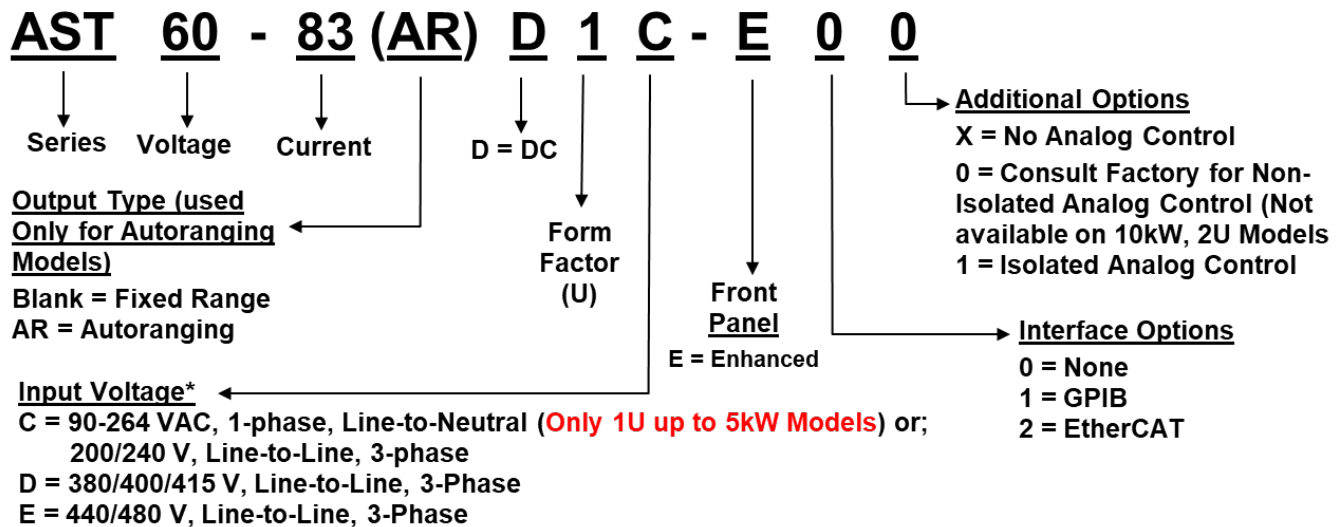 AST 60 - 83 (AR) D 1 C - E 0 0
Series
Voltage
Current
D = DC
Output Type (used
Only for Autoranging
Models)
Blank = Fixed Range
AR = Autoranging
Form
Factor
(U)
Front
Panel
E = Enhanced
Additional Options
X = No Analog Control
0 = Consult Factory for Non-
Isolated Analog Control (Not
available on 10kW, 2U Models
1 = Isolated Analog Control
Interface Options
0 = None
1 = GPIB
2 = EtherCAT
Input Voltage*
C = 90-264 VAC, 1-phase, Line-to-Neutral (Only 1U up to 5kW Models) or;
200/240 V, Line-to-Line, 3-phase
D = 380/400/415 V, Line-to-Line, 3-Phase
E = 440/480 V, Line-to-Line, 3-Phase